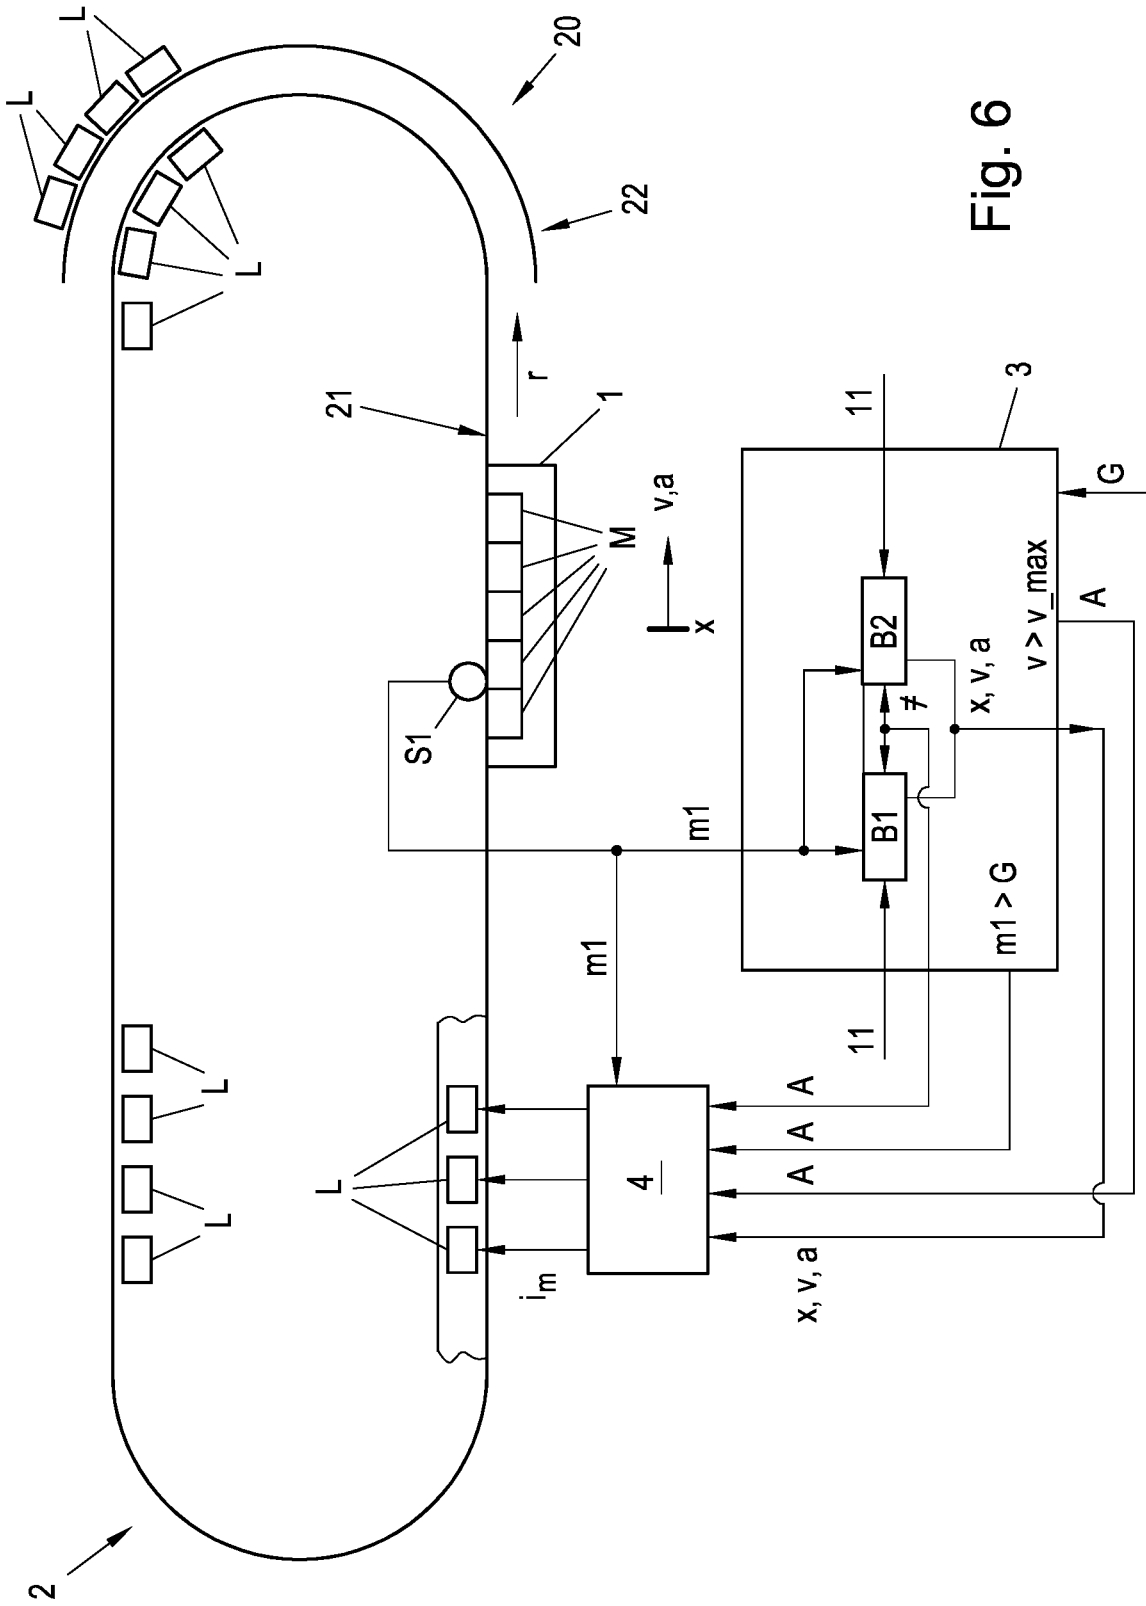 2
L
L
L
L
L
L
20
22
r
21
1
v,a
M
x
S1
i_m
m1
m1
4
A
A
A
x, v, a
3
11
11
B1
B2
≠
x, v, a
m1 > G
v > v_max
G
A
Fig. 6